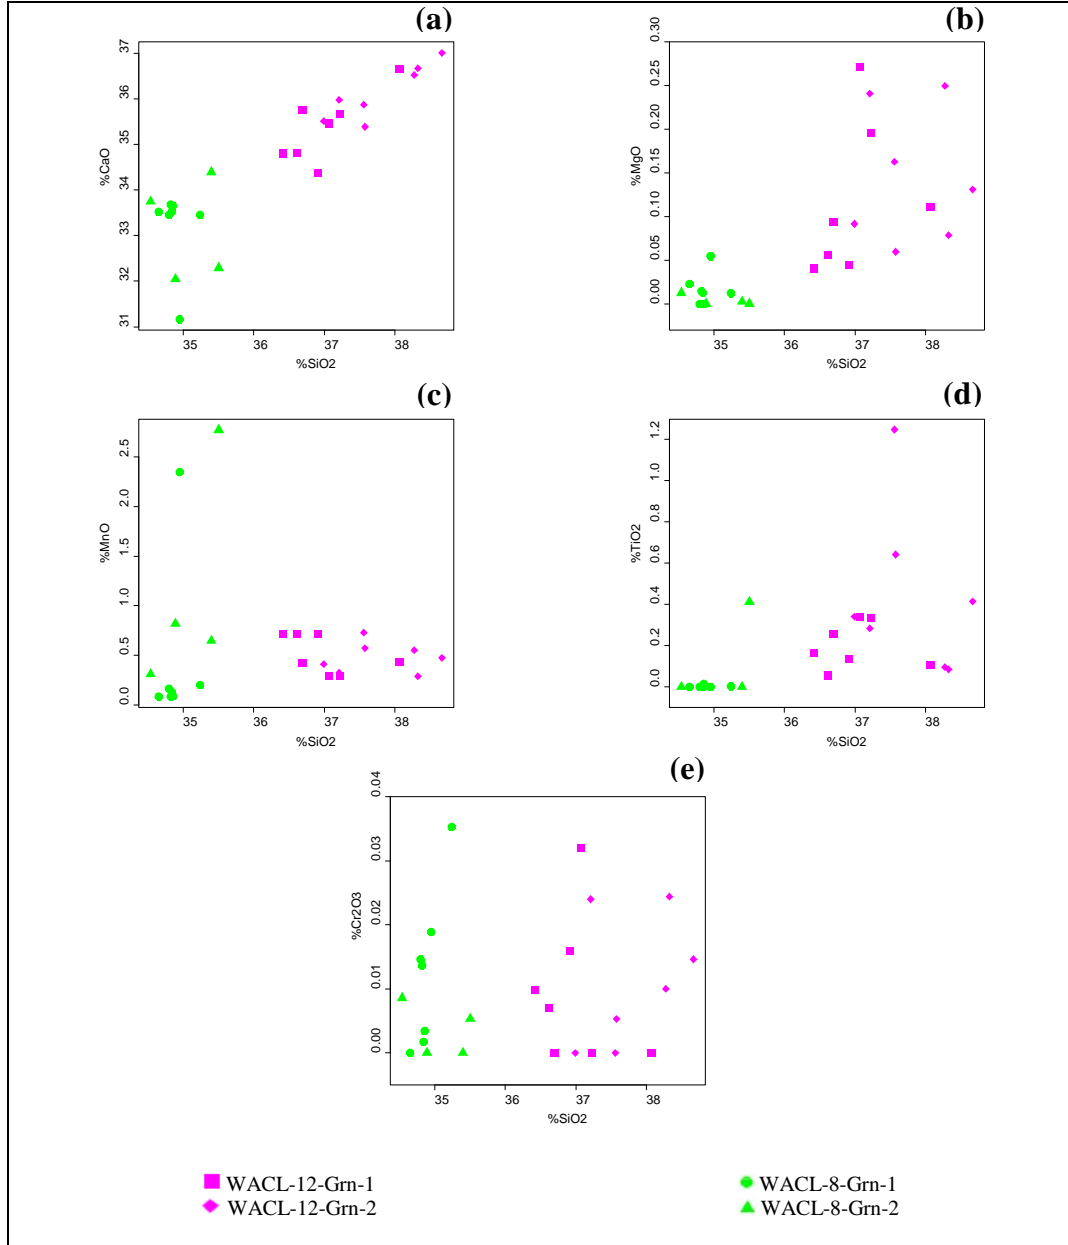 (a)
%CaO
37
36
35
34
33
32
31
35 36 37 38
%SiO2
(b)
%MgO
0.30
0.25
0.20
0.15
0.10
0.05
0.00
35 36 37 38
%SiO2
(c)
%MnO
2.5
2.0
1.5
1.0
0.5
0.0
35 36 37 38
%SiO2
(d)
%TiO2
1.2
1.0
0.8
0.6
0.4
0.2
0.0
35 36 37 38
%SiO2
(e)
%Cr2O3
0.04
0.03
0.02
0.01
0.00
35 36 37 38
%SiO2
WACL-12-Grn-1
WACL-12-Grn-2
WACL-8-Grn-1
WACL-8-Grn-2